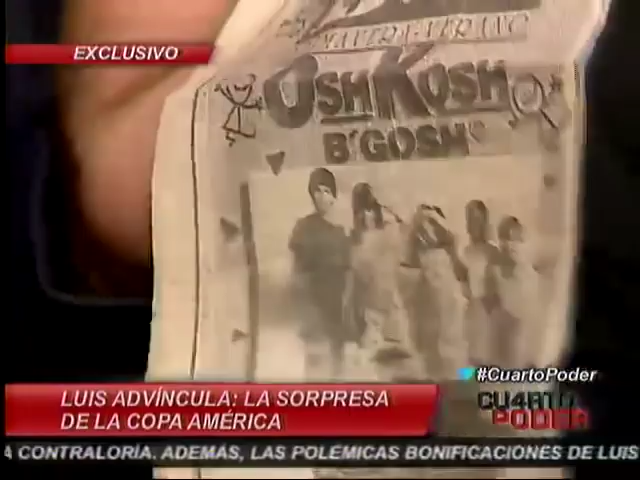 EXCLUSIVO
OSHKOSH
B'GOSH
#CuartoPoder
LUIS ADVÍNCULA: LA SORPRESA
DE LA COPA AMÉRICA
CUARTO
PODER
A CONTRALORÍA. ADEMÁS, LAS POLÉMICAS BONIFICACIONES DE LUIS